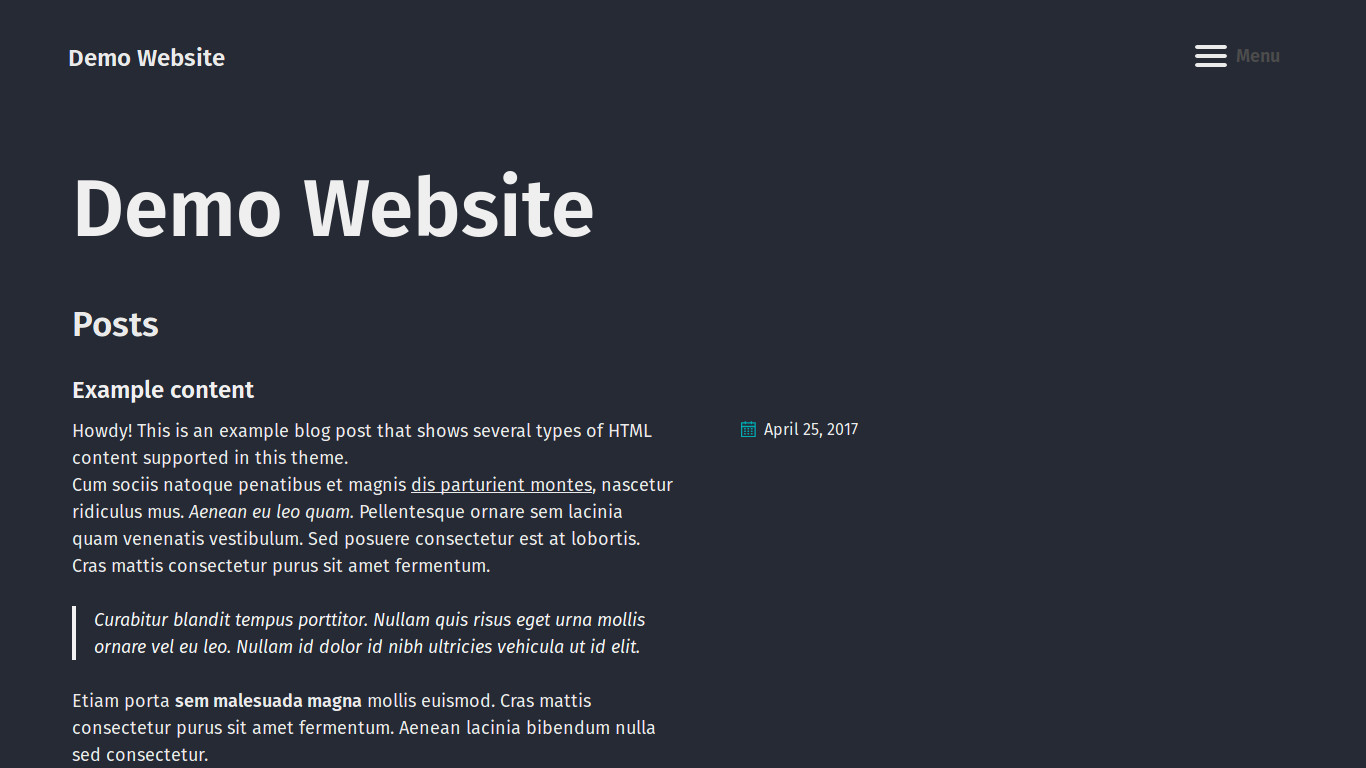 Demo Website
Menu
Demo Website
Posts
Example content
Howdy! This is an example blog post that shows several types of HTML
content supported in this theme.
Cum sociis natoque penatibus et magnis dis parturient montes, nascetur
ridiculus mus. Aenean eu leo quam. Pellentesque ornare sem lacinia
quam venenatis vestibulum. Sed posuere consectetur est at lobortis.
Cras mattis consectetur purus sit amet fermentum.
Curabitur blandit tempus porttitor. Nullam quis risus eget urna mollis
ornare vel eu leo. Nullam id dolor id nibh ultricies vehicula ut id elit.
Etiam porta sem malesuada magna mollis euismod. Cras mattis
consectetur purus sit amet fermentum. Aenean lacinia bibendum nulla
sed consectetur.
April 25, 2017